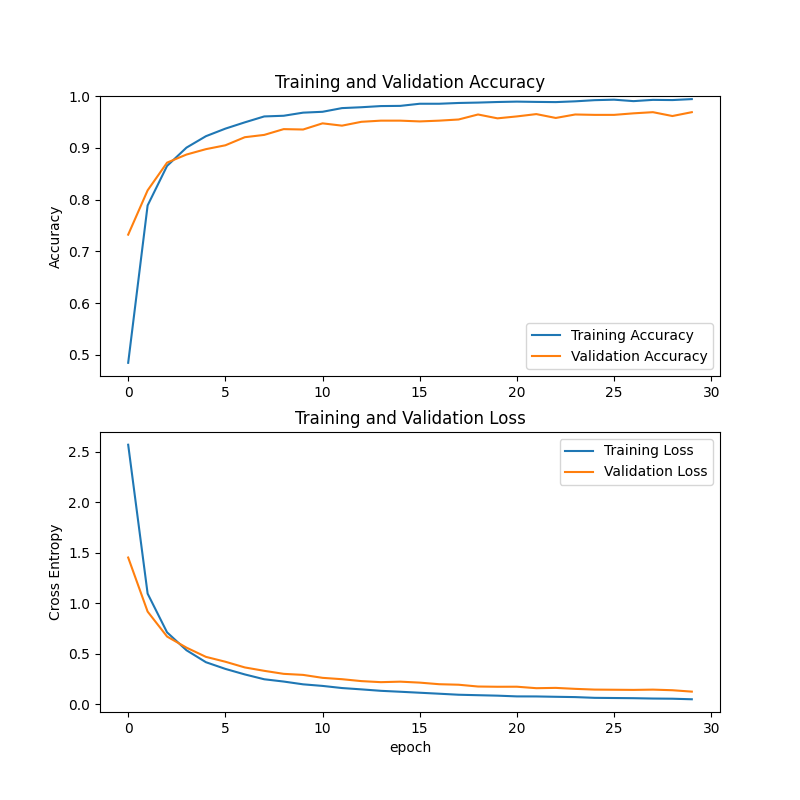 Training and Validation Accuracy
Accuracy
1.0
0.9
0.8
0.7
0.6
0.5
Training Accuracy
Validation Accuracy
0 5 10 15 20 25 30
Training and Validation Loss
Cross Entropy
2.5
2.0
1.5
1.0
0.5
0.0
Training Loss
Validation Loss
0 5 10 15 20 25 30
epoch